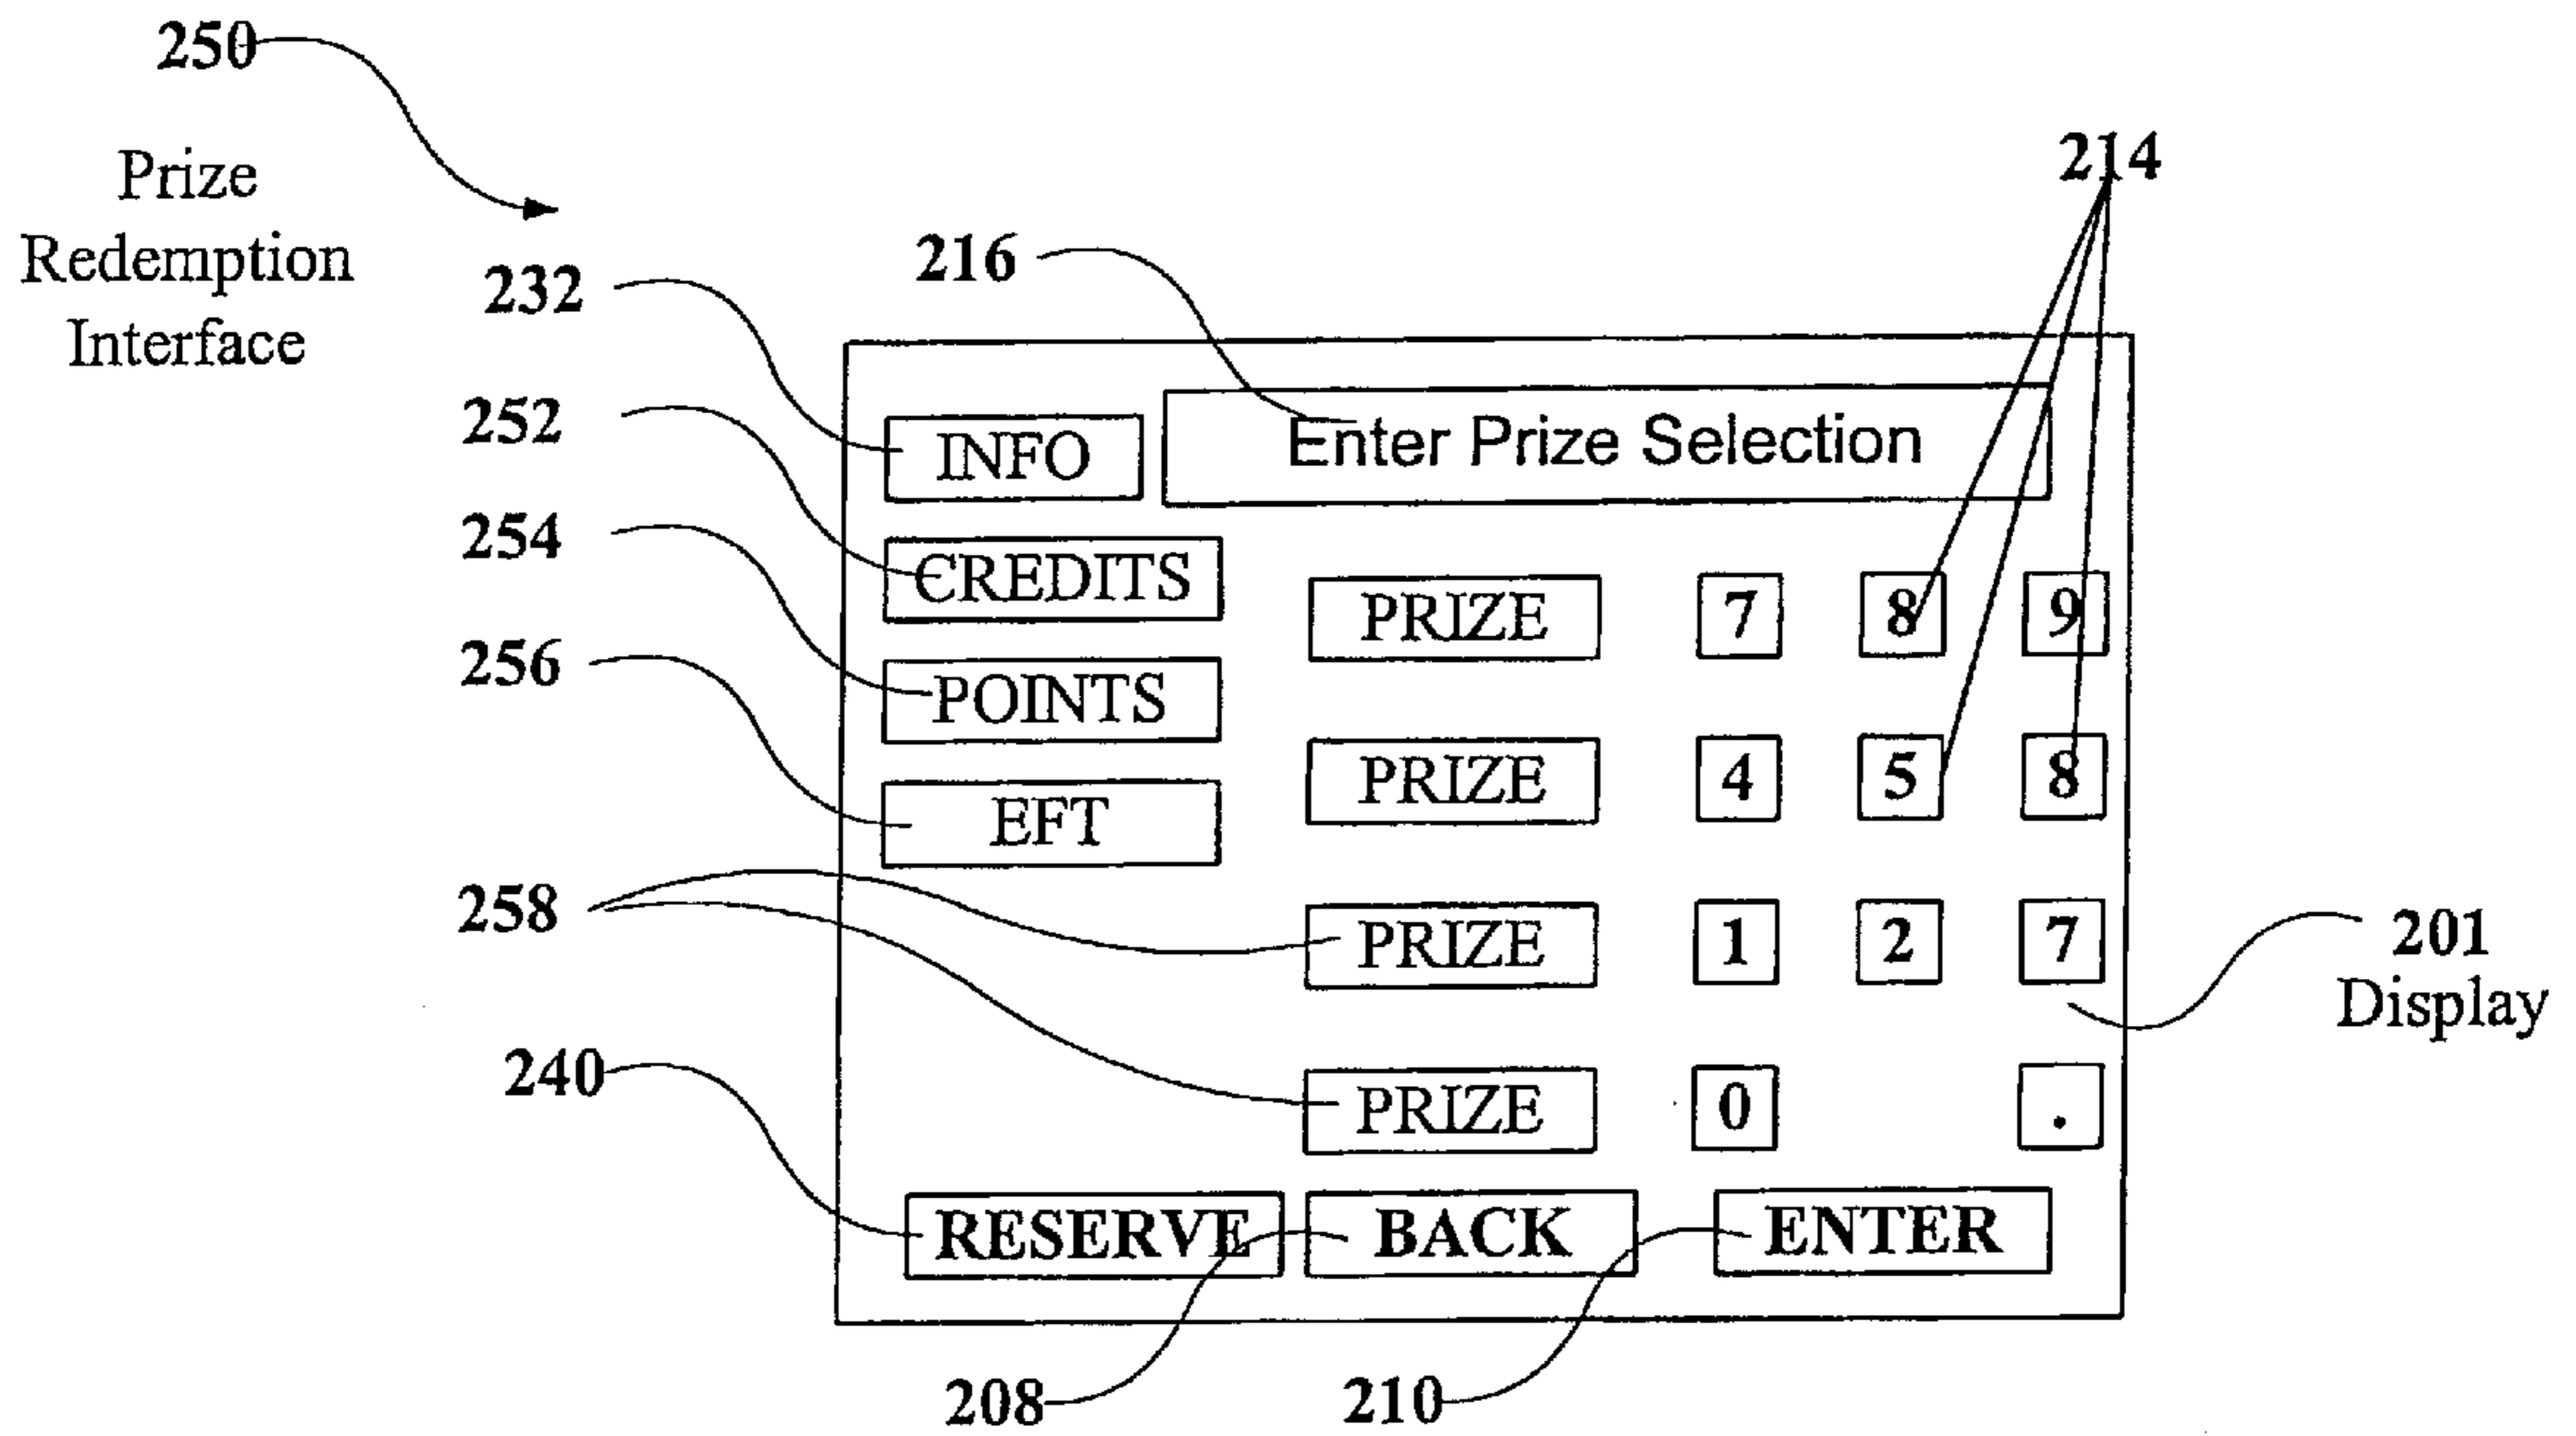 250
Prize
Redemption
Interface
214
216
232
252
INFO
Enter Prize Selection
254
CREDITS
PRIZE 7 8 9
256
POINTS
PRIZE 4 5 8
EFT
258
PRIZE 1 2 7
201
Display
240
PRIZE 0 .
RESERVE BACK ENTER
208
210